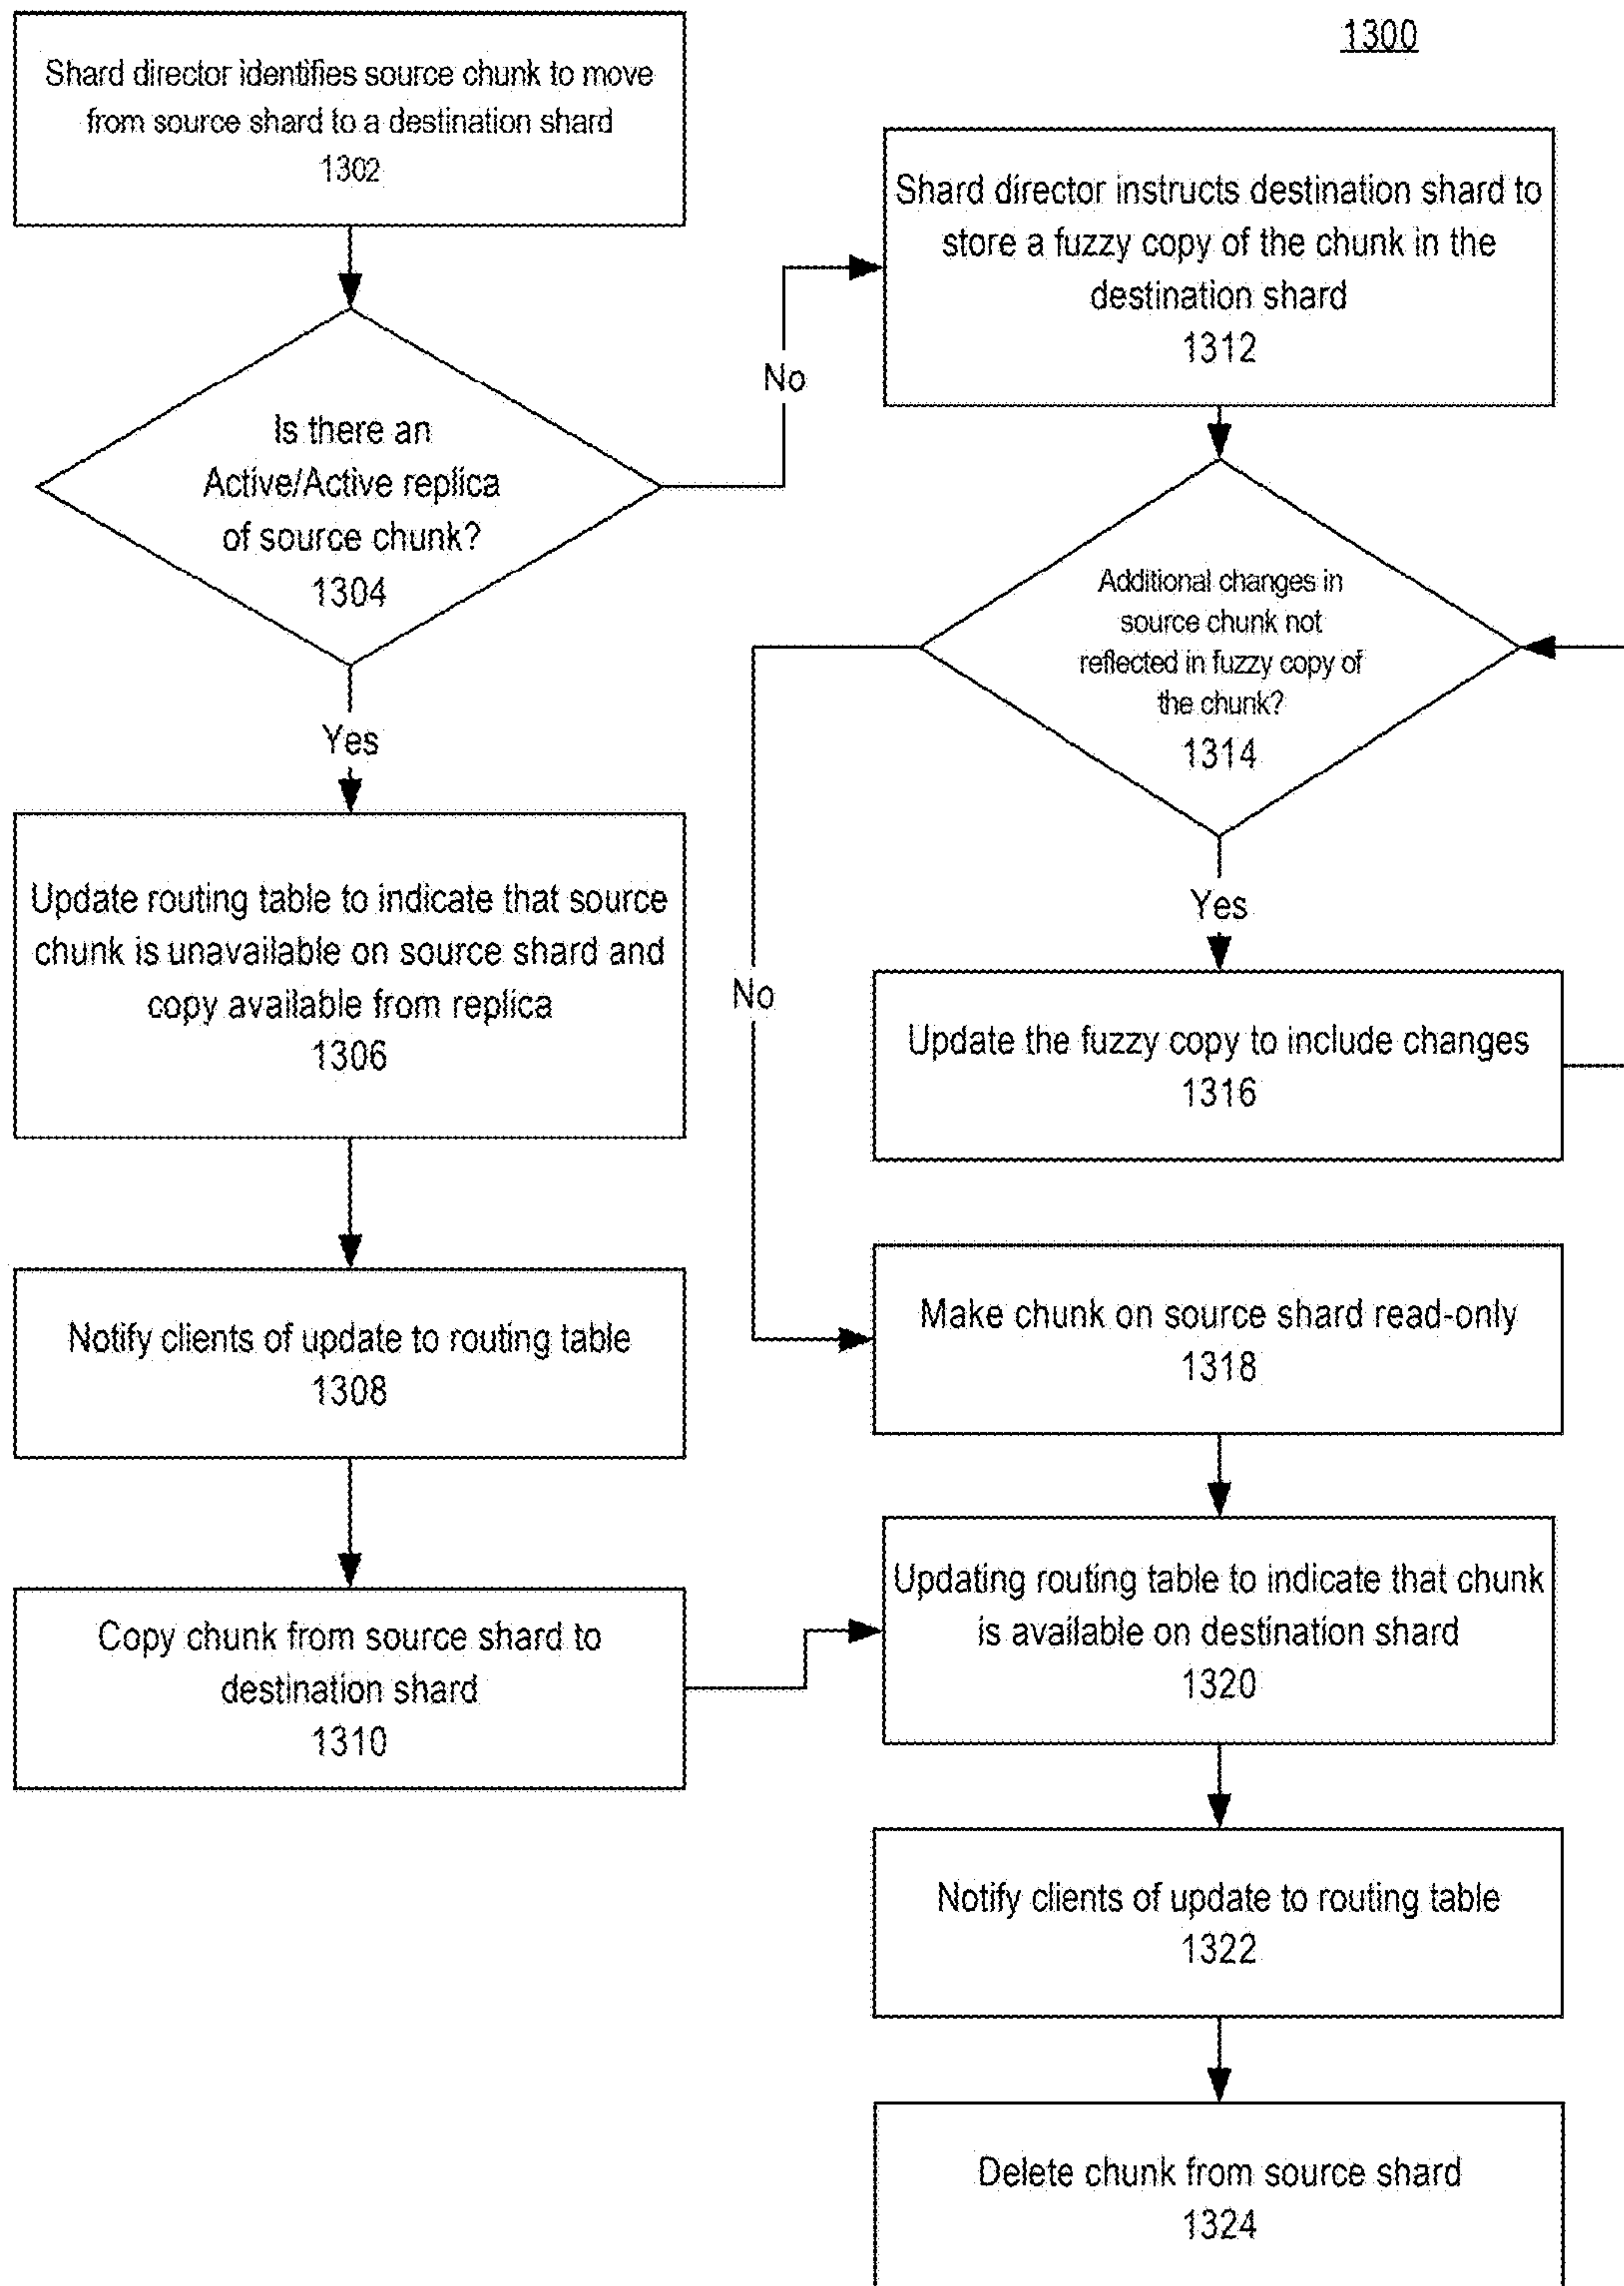 1300
Shard director identifies source chunk to move
from source shard to a destination shard
1302
Is there an
Active/Active replica
of source chunk?
1304
Yes
No
Update routing table to indicate that source
chunk is unavailable on source shard and
copy available from replica
1306
Notify clients of update to routing table
1308
Copy chunk from source shard to
destination shard
1310
Shard director instructs destination shard to
store a fuzzy copy of the chunk in the
destination shard
1312
Additional changes in
source chunk not
reflected in fuzzy copy of
the chunk?
1314
Yes
No
Update the fuzzy copy to include changes
1316
Make chunk on source shard read-only
1318
Updating routing table to indicate that chunk
is available on destination shard
1320
Notify clients of update to routing table
1322
Delete chunk from source shard
1324